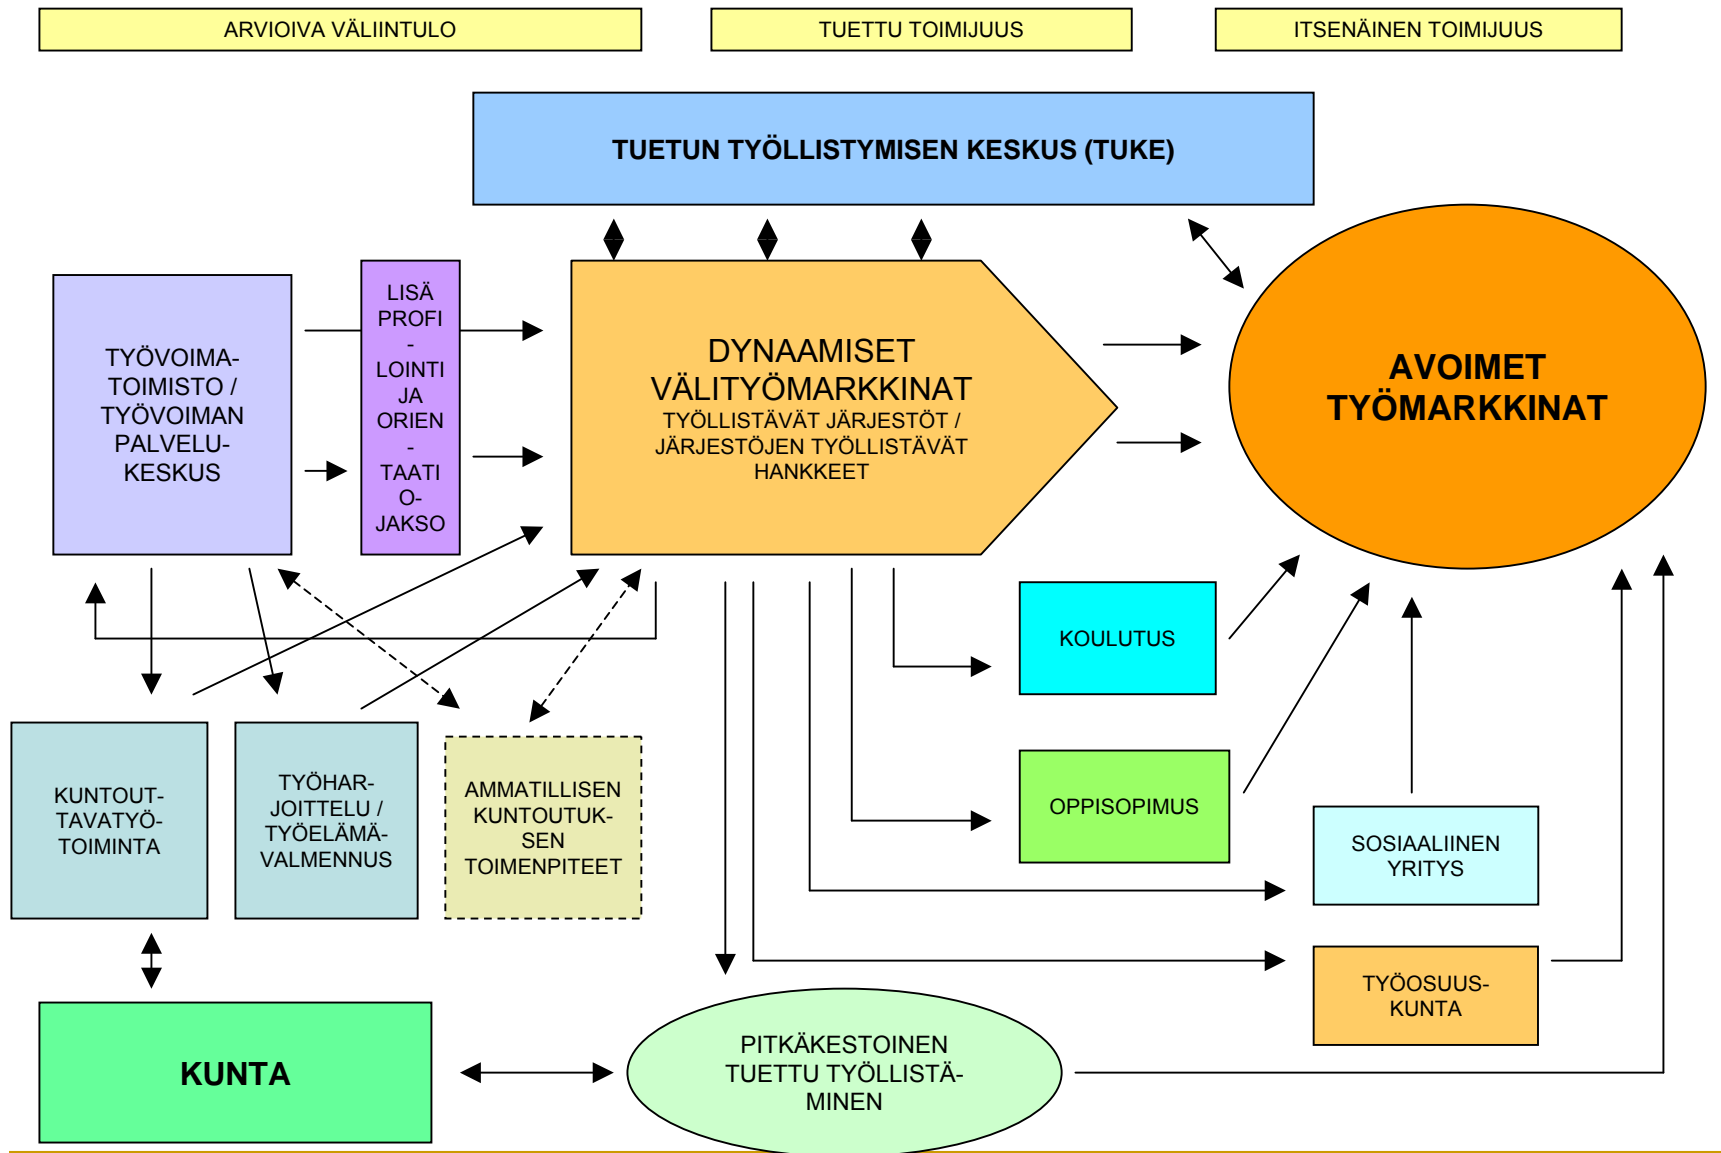 ARVIOIVA VÄLIINTULO
TUETTU TOIMIJUUS
ITSENÄINEN TOIMIJUUS
TUETUN TYÖLLISTYMISEN KESKUS (TUKE)
TYÖVOIMA-
TOIMISTO /
TYÖVOIMAN
PALVELU-
KESKUS
LISÄ
PROFI
-
LOINTI
JA
ORIEN
-
TAATI
O-
JAKSO
DYNAAMISET
VÄLITYÖMARKKINAT
TYÖLLISTÄVÄT JÄRJESTÖT /
JÄRJESTÖJEN TYÖLLISTÄVÄT
HANKKEET
AVOIMET
TYÖMARKKINAT
KOULUTUS
KUNTOUT-
TAVATYÖ-
TOIMINTA
TYÖHAR-
JOITTELU /
TYÖELÄMÄ-
VALMENNUS
AMMATILLISEN
KUNTOUTUK-
SEN
TOIMENPITEET
OPPISOPIMUS
SOSIAALIINEN
YRITYS
TYÖOSUUS-
KUNTA
KUNTA
PITKÄKESTOINEN
TUETTU TYÖLLISTÄ-
MINEN